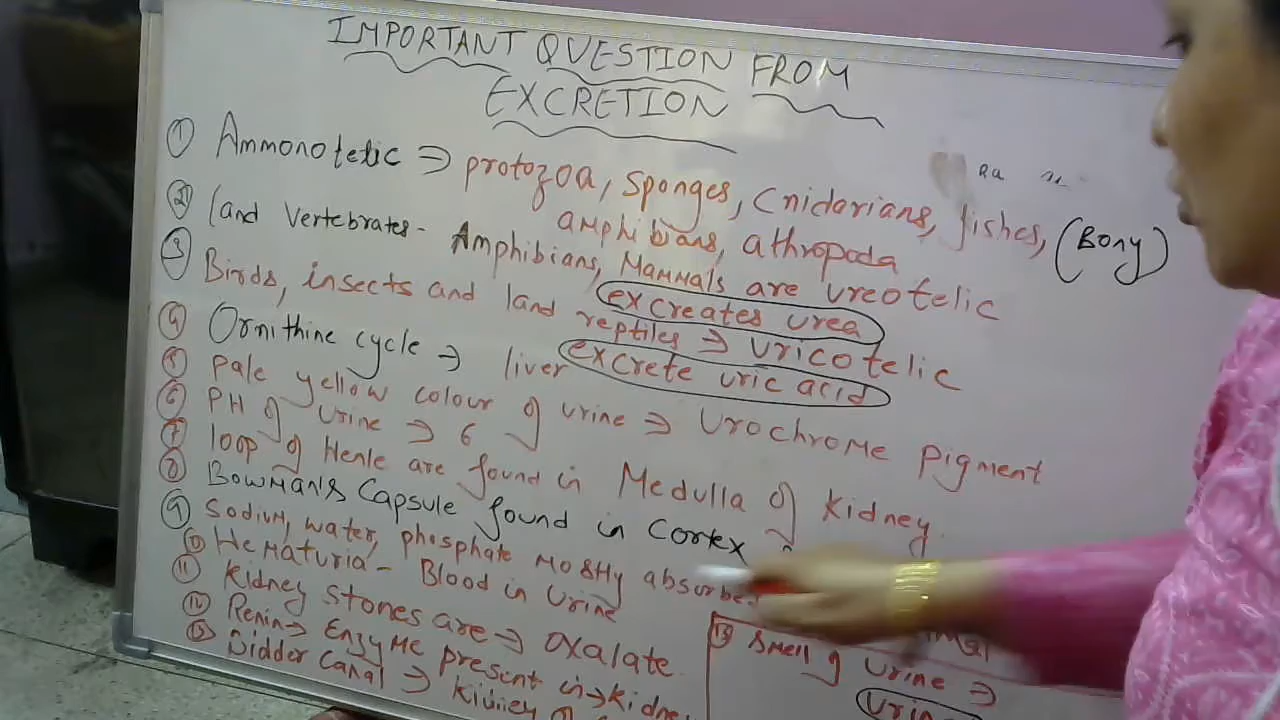 IMPORTANT QUESTION FROM
EXCRETION
① Ammonotelic ⇒ protozoa, sponges, cnidarians, fishes, (Bony)
amphibians, athropoda
② land vertebrates - Amphibians, Mammals are ureotelic
excreates urea
③ Birds, insects and land reptiles ⇒ uricotelic
excrete uric acid
④ Ornithine cycle → liver
⑤ Pale yellow colour of urine ⇒ Urochrome pigment
⑥ PH of urine → 6
⑦ loop of Henle are found in Medulla of kidney
⑧ Bowman's Capsule found in Cortex
⑨ Sodium, water, phosphate mostly absorbed
⑩ Hematuria - Blood in Urine
⑪ Kidney stones are → Oxalate
⑫ Renin → Enzyme present in → kidne
⑬ Bidder canal → kidney of
⑬ Smell of urine ⇒